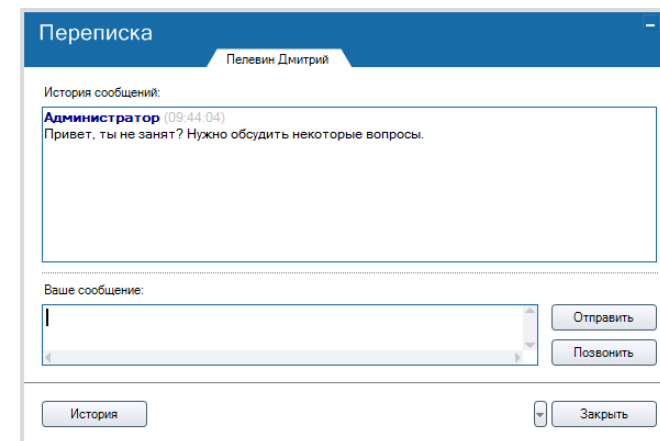 Переписка
Пелевин Дмитрий
История сообщений:
Администратор (09:44:04)
Привет, ты не занят? Нужно обсудить некоторые вопросы.
Ваше сообщение:
Отправить
Позвонить
История
Закрыть